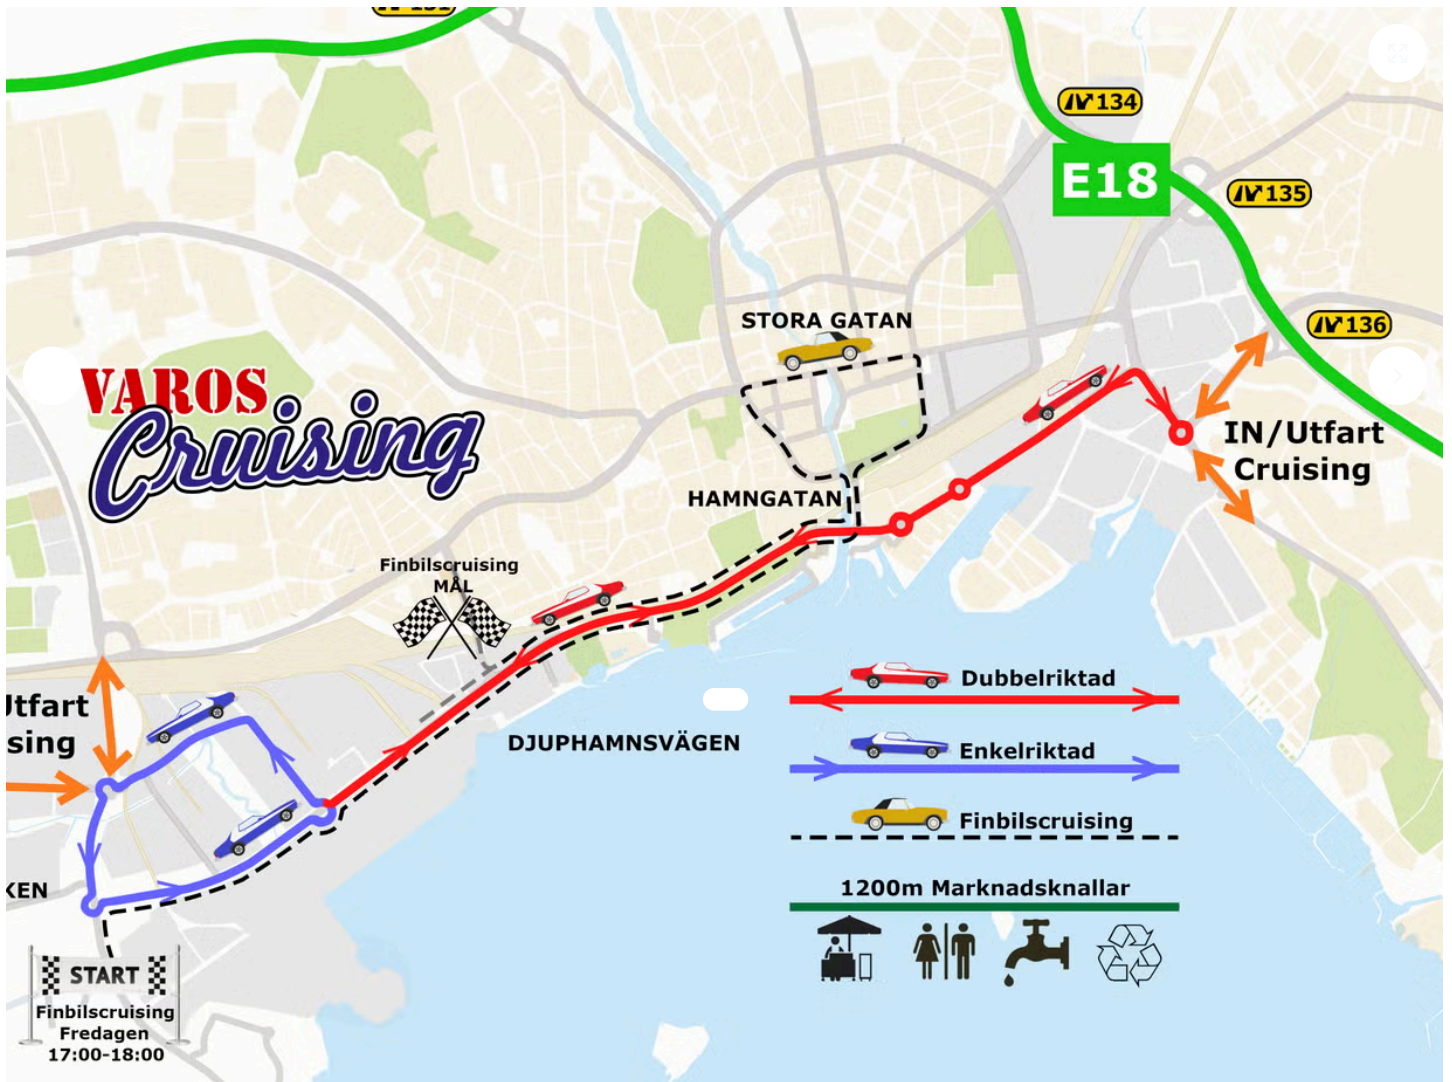 134
E18
135
136
STORA GATAN
VAROS
Cruising
IN/Utfart
Cruising
HAMNGATAN
Finbilscruising
MÅL
Utfart
sing
DJUPHAMNSVÄGEN
Dubbelriktad
Enkelriktad
Finbilscruising
1200m Marknadsknallar
KEN
START
Finbilscruising
Fredagen
17:00-18:00